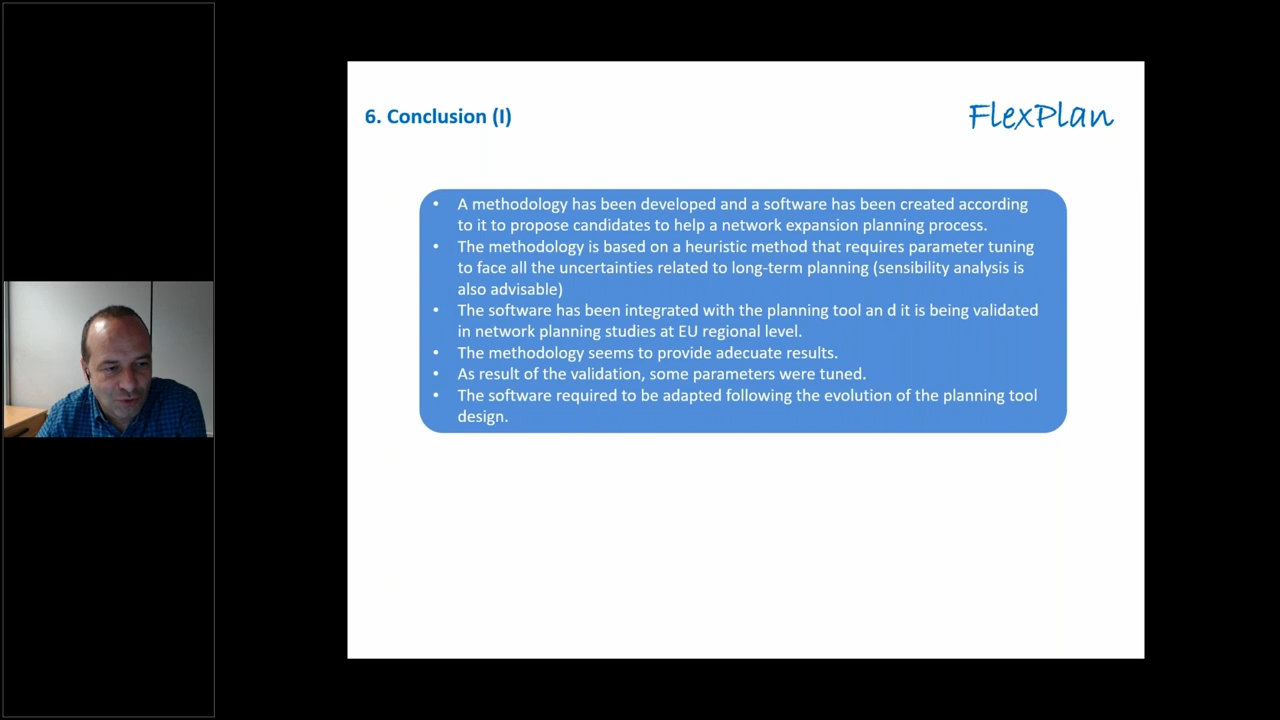 6. Conclusion (I)
FlexPlan
• A methodology has been developed and a software has been created according
to it to propose candidates to help a network expansion planning process.
• The methodology is based on a heuristic method that requires parameter tuning
to face all the uncertainties related to long-term planning (sensibility analysis is
also advisable)
• The software has been integrated with the planning tool an d it is being validated
in network planning studies at EU regional level.
• The methodology seems to provide adequate results.
• As result of the validation, some parameters were tuned.
• The software required to be adapted following the evolution of the planning tool
design.